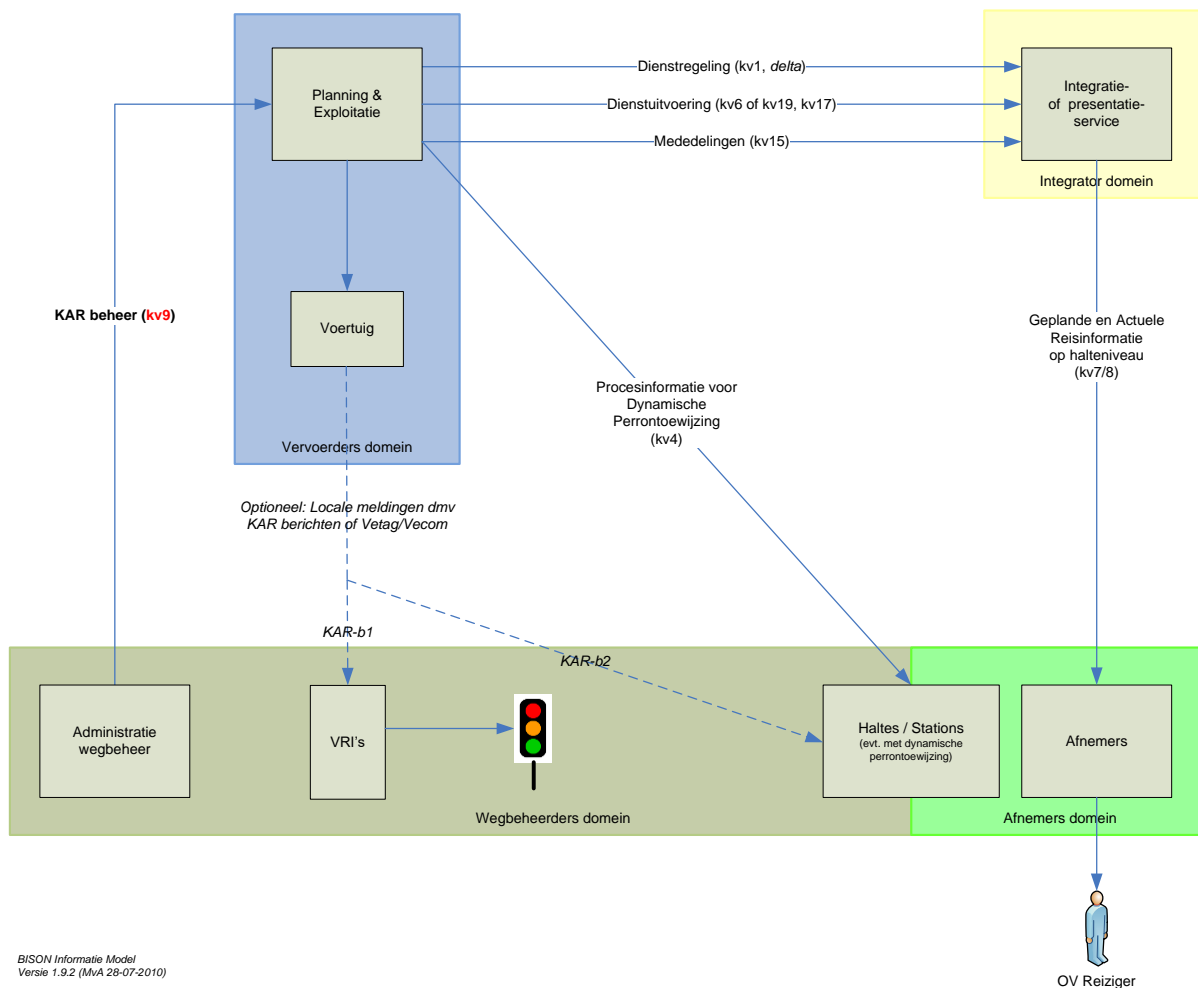 Planning &
Exploitatie
Dienstregeling (kv1, delta)
Dienstuitvoering (kv6 of kv19, kv17)
Mededelingen (kv15)
Integratie-
of presentatie-
service
Integrator domein
KAR beheer (kv9)
Voertuig
Vervoerders domein
Geplande en Actuele
Reisinformatie
op halteniveau
(kv7/8)
Procesinformatie voor
Dynamische
Perrontoewijzing
(kv4)
Optioneel: Locale meldingen dmv
KAR berichten of Vetag/Vecom
KAR-b1
KAR-b2
Administratie
wegbeheer
VRI's
Haltes / Stations
(evt. met dynamische
perrontoewijzing)
Afnemers
Wegbeheerders domein
Afnemers domein
BISON Informatie Model
Versie 1.9.2 (MvA 28-07-2010)
OV Reiziger